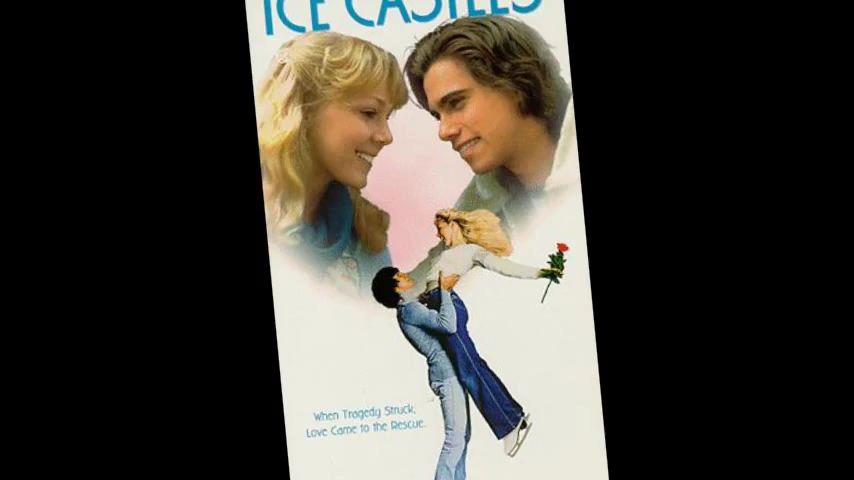 ICE CASTLES
When Tragedy Struck,
Love Came to the Rescue.